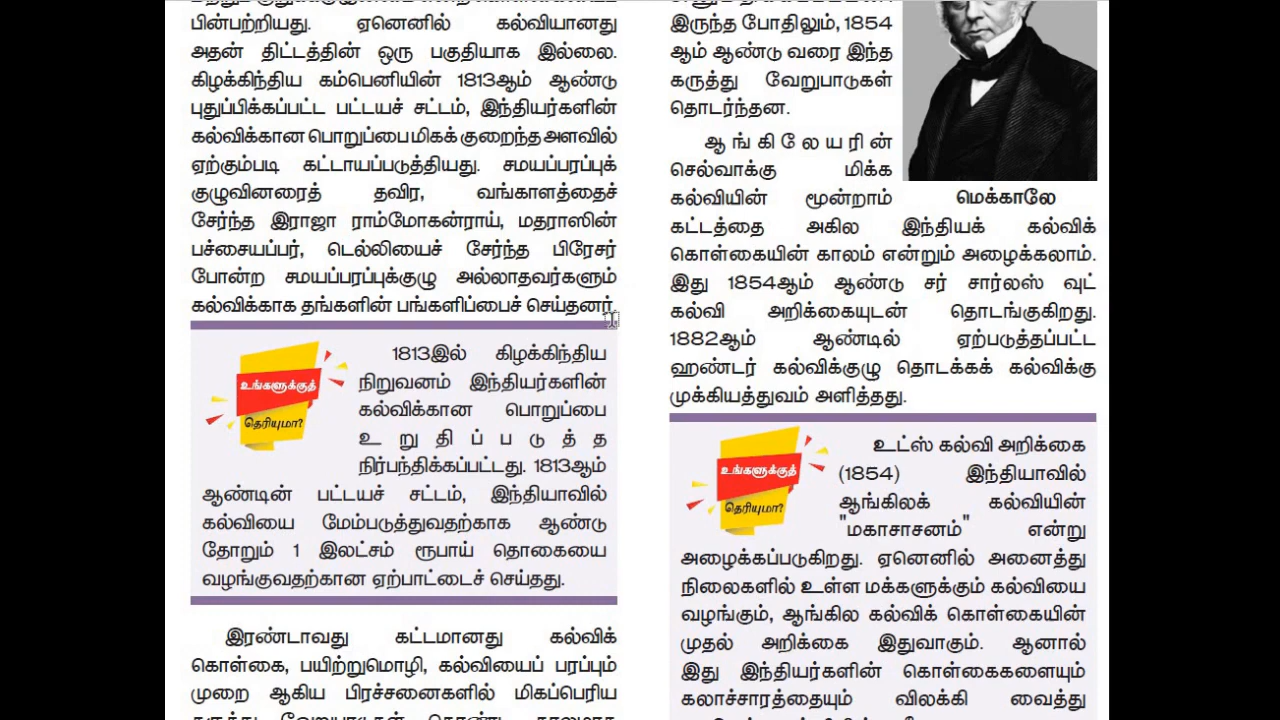 பின்பற்றியது. ஏனெனில் கல்வியானது
அதன் திட்டத்தின் ஒரு பகுதியாக இல்லை.
கிழக்கிந்திய கம்பெனியின் 1813ஆம் ஆண்டு
புதுப்பிக்கப்பட்ட பட்டயச் சட்டம், இந்தியர்களின்
கல்விக்கான பொறுப்பை மிகக் குறைந்த அளவில்
ஏற்கும்படி கட்டாயப்படுத்தியது. சமயப்பரப்புக்
குழுவினரைத் தவிர, வங்காளத்தைச்
சேர்ந்த இராஜா ராம்மோகன்ராய், மதராஸின்
பச்சையப்பர், டெல்லியைச் சேர்ந்த பிரேசர்
போன்ற சமயப்பரப்புக்குழு அல்லாதவர்களும்
கல்விக்காக தங்களின் பங்களிப்பைச் செய்தனர்.
உங்களுக்குத்
தெரியுமா?
1813இல் கிழக்கிந்திய
நிறுவனம் இந்தியர்களின்
கல்விக்கான பொறுப்பை
உறுதிப்படுத்த
நிர்பந்திக்கப்பட்டது. 1813ஆம்
ஆண்டின் பட்டயச் சட்டம், இந்தியாவில்
கல்வியை மேம்படுத்துவதற்காக ஆண்டு
தோறும் 1 இலட்சம் ரூபாய் தொகையை
வழங்குவதற்கான ஏற்பாட்டைச் செய்தது.
இரண்டாவது கட்டமானது கல்விக்
கொள்கை, பயிற்றுமொழி, கல்வியைப் பரப்பும்
முறை ஆகிய பிரச்சனைகளில் மிகப்பெரிய
இருந்த போதிலும், 1854
ஆம் ஆண்டு வரை இந்த
கருத்து வேறுபாடுகள்
தொடர்ந்தன.
ஆங்கிலேயரின்
செல்வாக்கு மிக்க
கல்வியின் மூன்றாம்
கட்டத்தை அகில இந்தியக் கல்விக்
கொள்கையின் காலம் என்றும் அழைக்கலாம்.
இது 1854ஆம் ஆண்டு சர் சார்லஸ் வுட்
கல்வி அறிக்கையுடன் தொடங்குகிறது.
1882ஆம் ஆண்டில் ஏற்படுத்தப்பட்ட
ஹண்டர் கல்விக்குழு தொடக்கக் கல்விக்கு
முக்கியத்துவம் அளித்தது.
மெக்காலே
உங்களுக்குத்
தெரியுமா?
உட்ஸ் கல்வி அறிக்கை
(1854) இந்தியாவில்
ஆங்கிலக் கல்வியின்
"மகாசாசனம்" என்று
அழைக்கப்படுகிறது. ஏனெனில் அனைத்து
நிலைகளில் உள்ள மக்களுக்கும் கல்வியை
வழங்கும், ஆங்கில கல்விக் கொள்கையின்
முதல் அறிக்கை இதுவாகும். ஆனால்
இது இந்தியர்களின் கொள்கைகளையும்
கலாச்சாரத்தையும் விலக்கி வைத்து